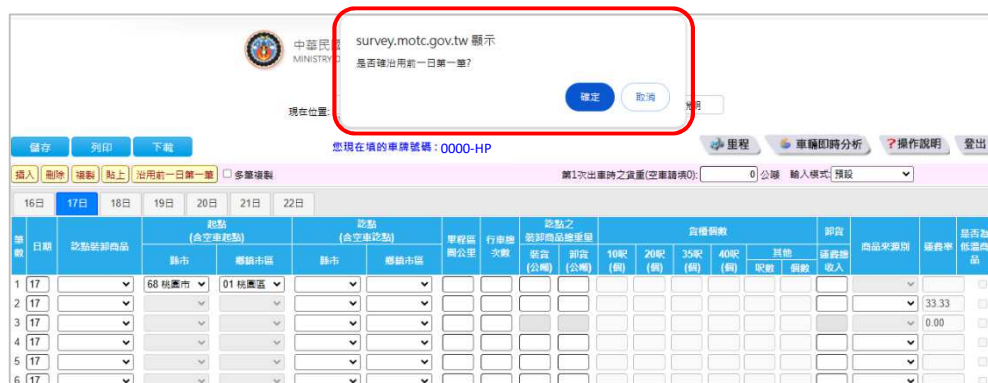 中華民國
MINISTRY O
survey.motc.gov.tw 顯示
是否確沿用前一日第一筆?
確定 取消
現在位置:
儲存 列印 下載 您現在填的車牌號碼：0000-HP 里程 車輛即時分析 ?操作說明 登出
插入 刪除 複製 貼上 沿用前一日第一筆 多筆複製 第1次出車時之貨重(空車請填0): 0 公噸 輸入模式: 預設
16日 17日 18日 19日 20日 21日 22日
筆數 日期 訖點裝卸商品 起點(含空車起點) 訖點(含空車訖點) 單程區間公里 行車總次數 訖點之裝卸商品總重量 貨櫃個數 卸貨運費總收入 商品來源別 運費率 是否為低溫商品
縣市 鄉鎮市區 縣市 鄉鎮市區 裝貨(公噸) 卸貨(公噸) 10呎(個) 20呎(個) 35呎(個) 40呎(個) 其他
呎數 個數
1 17 68 桃園市 01 桃園區
2 17 33.33
3 17 0.00
4 17
5 17
6 17